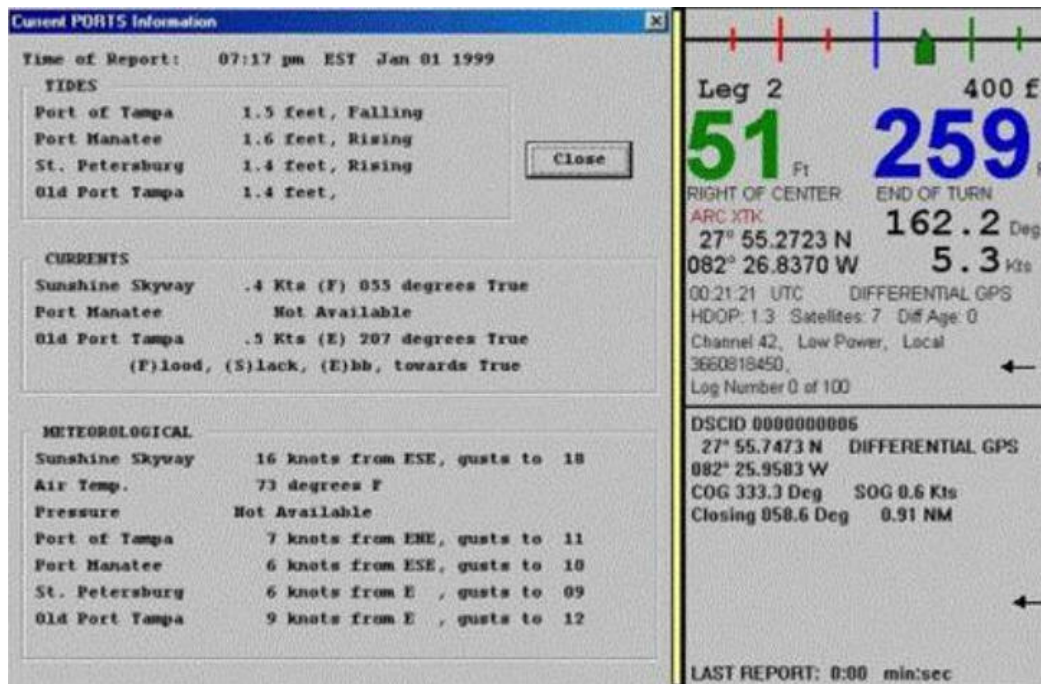 Current PORTS Information
Time of Report: 07:17 pm EST Jan 01 1999
TIDES
Port of Tampa 1.5 feet, Falling
Port Manatee 1.6 feet, Rising
St. Petersburg 1.4 feet, Rising
Old Port Tampa 1.4 feet,
Close
CURRENTS
Sunshine Skyway .4 Kts (F) 055 degrees True
Port Manatee Not Available
Old Port Tampa .5 Kts (E) 207 degrees True
(F)lood, (S)lack, (E)bb, towards True
METEOROLOGICAL
Sunshine Skyway 16 knots from ESE, gusts to 18
Air Temp. 73 degrees F
Pressure Not Available
Port of Tampa 7 knots from ENE, gusts to 11
Port Manatee 6 knots from ESE, gusts to 10
St. Petersburg 6 knots from E , gusts to 09
Old Port Tampa 9 knots from E , gusts to 12
Leg 2 400 f
51 Ft 259
RIGHT OF CENTER END OF TURN
ARC XTK
162.2 Deg
27° 55.2723 N
082° 26.8370 W 5.3 Kts
00:21:21 UTC DIFFERENTIAL GPS
HDOP: 1.3 Satellites: 7 Diff Age: 0
Channel 42, Low Power, Local
3660818450,
Log Number 0 of 100
DSCID 0000000006
27° 55.7473 N DIFFERENTIAL GPS
082° 25.9583 W
COG 333.3 Deg SOG 0.6 Kts
Closing 058.6 Deg 0.91 NM
LAST REPORT: 0:00 min:sec